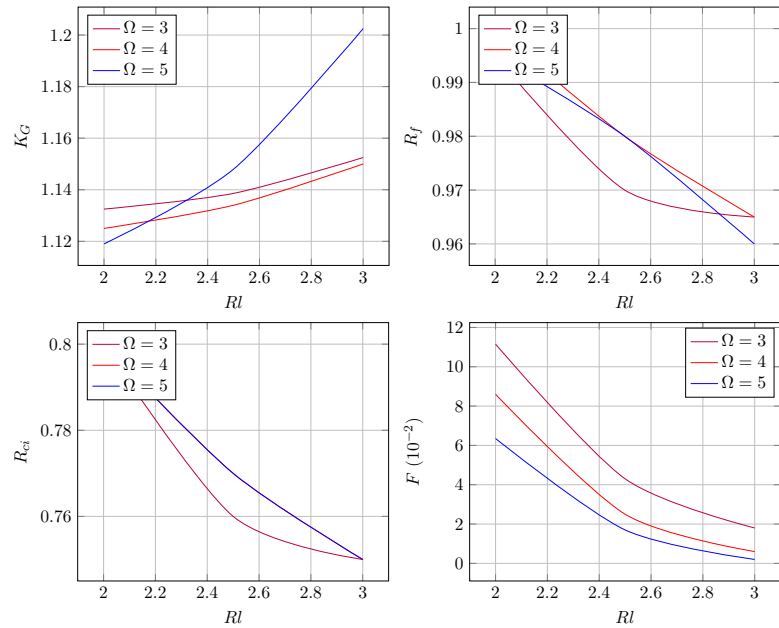 1.2
1.18
1.16
1.14
1.12
K_G
Ω = 3
Ω = 4
Ω = 5
2 2.2 2.4 2.6 2.8 3
Rl
1
0.99
0.98
0.97
0.96
R_f
Ω = 3
Ω = 4
Ω = 5
2 2.2 2.4 2.6 2.8 3
Rl
0.8
0.78
0.76
R_{ci}
Ω = 3
Ω = 4
Ω = 5
2 2.2 2.4 2.6 2.8 3
Rl
12
10
8
6
4
2
0
F (10^{-2})
Ω = 3
Ω = 4
Ω = 5
2 2.2 2.4 2.6 2.8 3
Rl